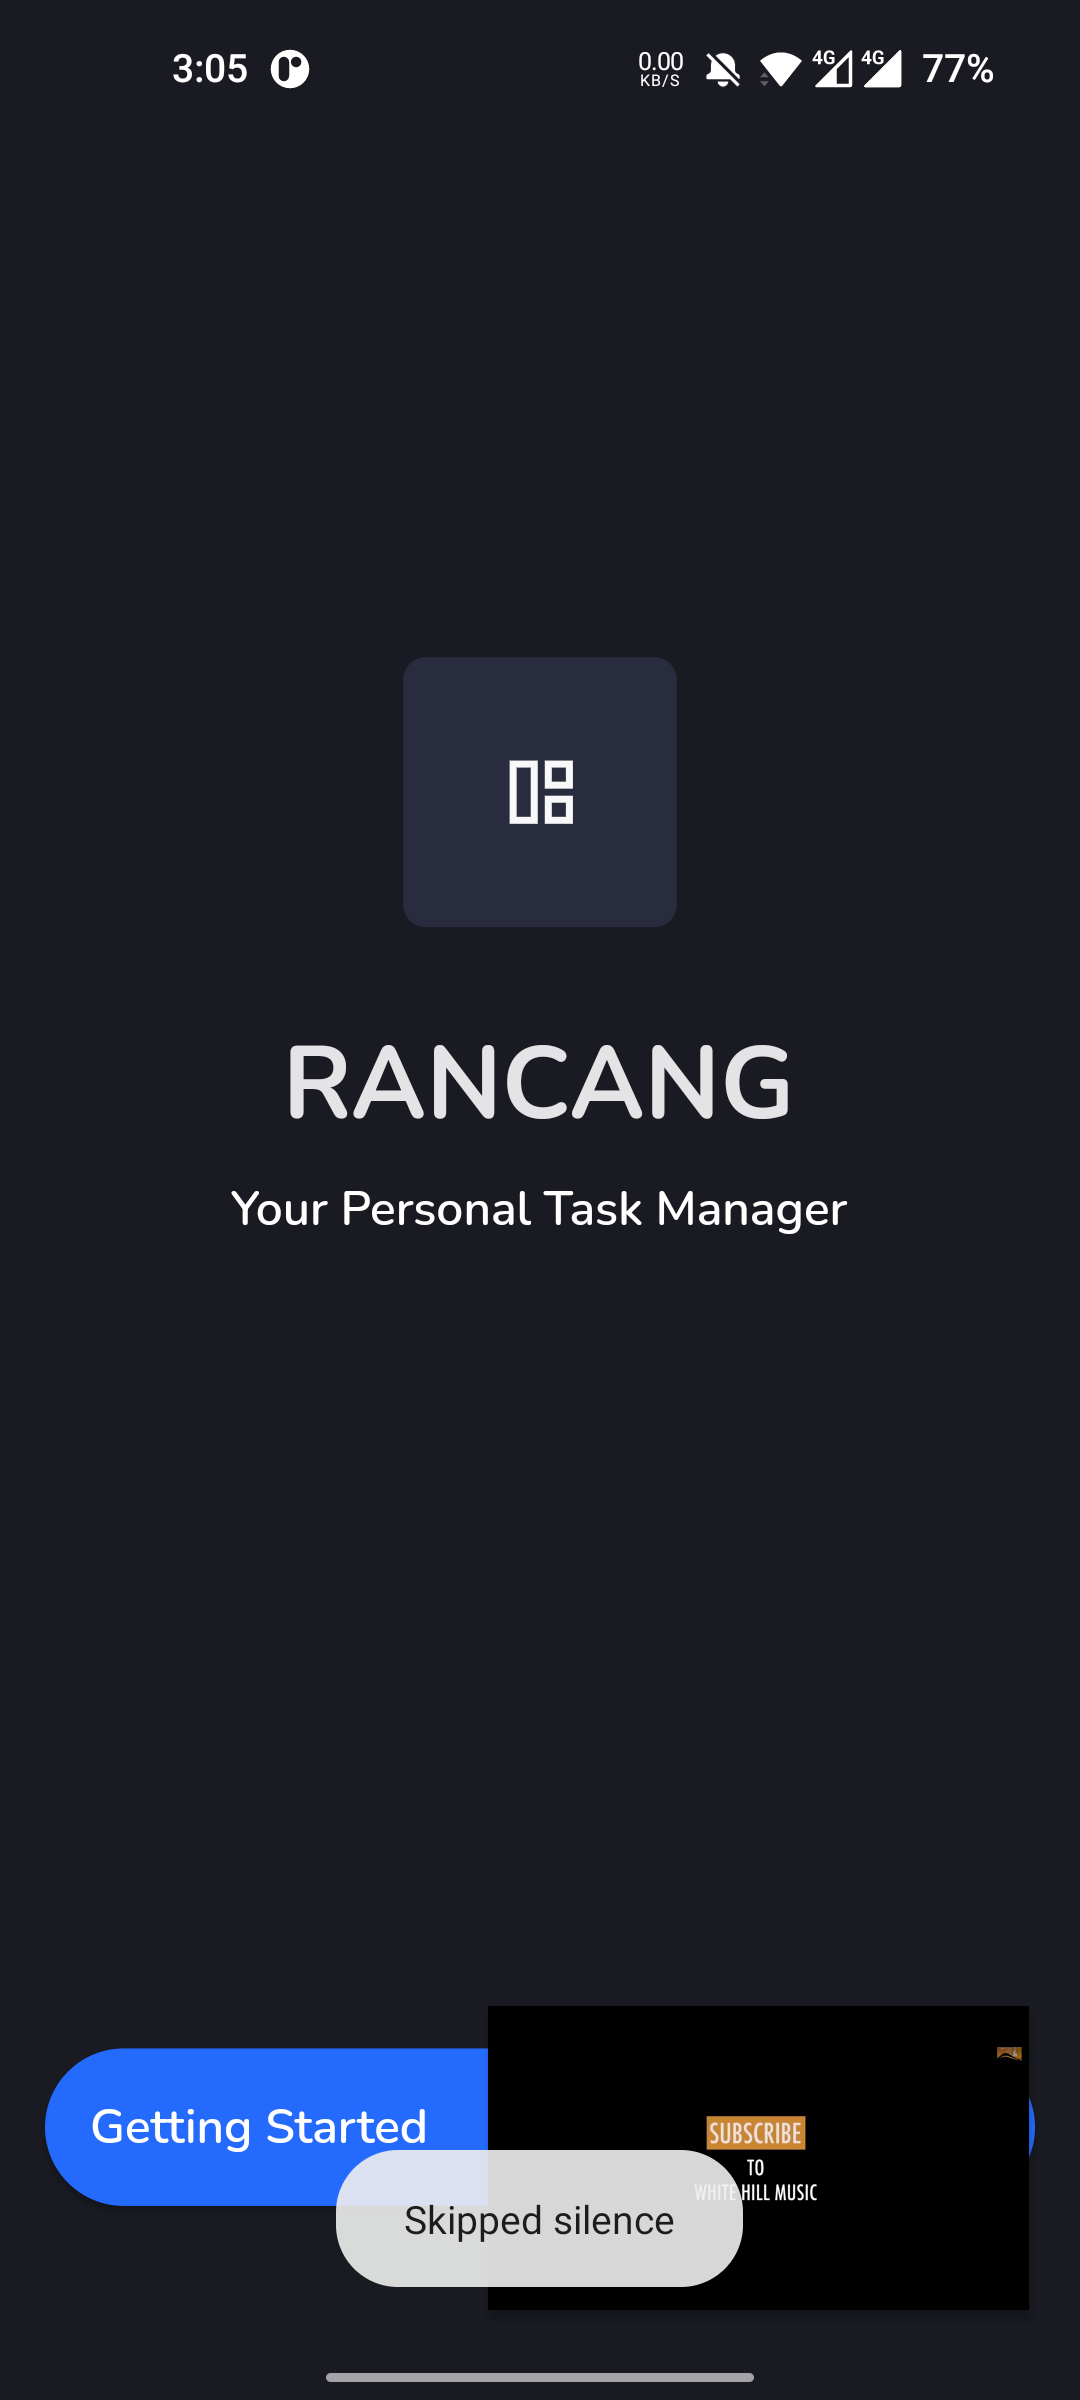 3:05
0.00
KB/S
4G
4G
77%
RANCANG
Your Personal Task Manager
Getting Started
SUBSCRIBE
TO
WHITE HILL MUSIC
Skipped silence